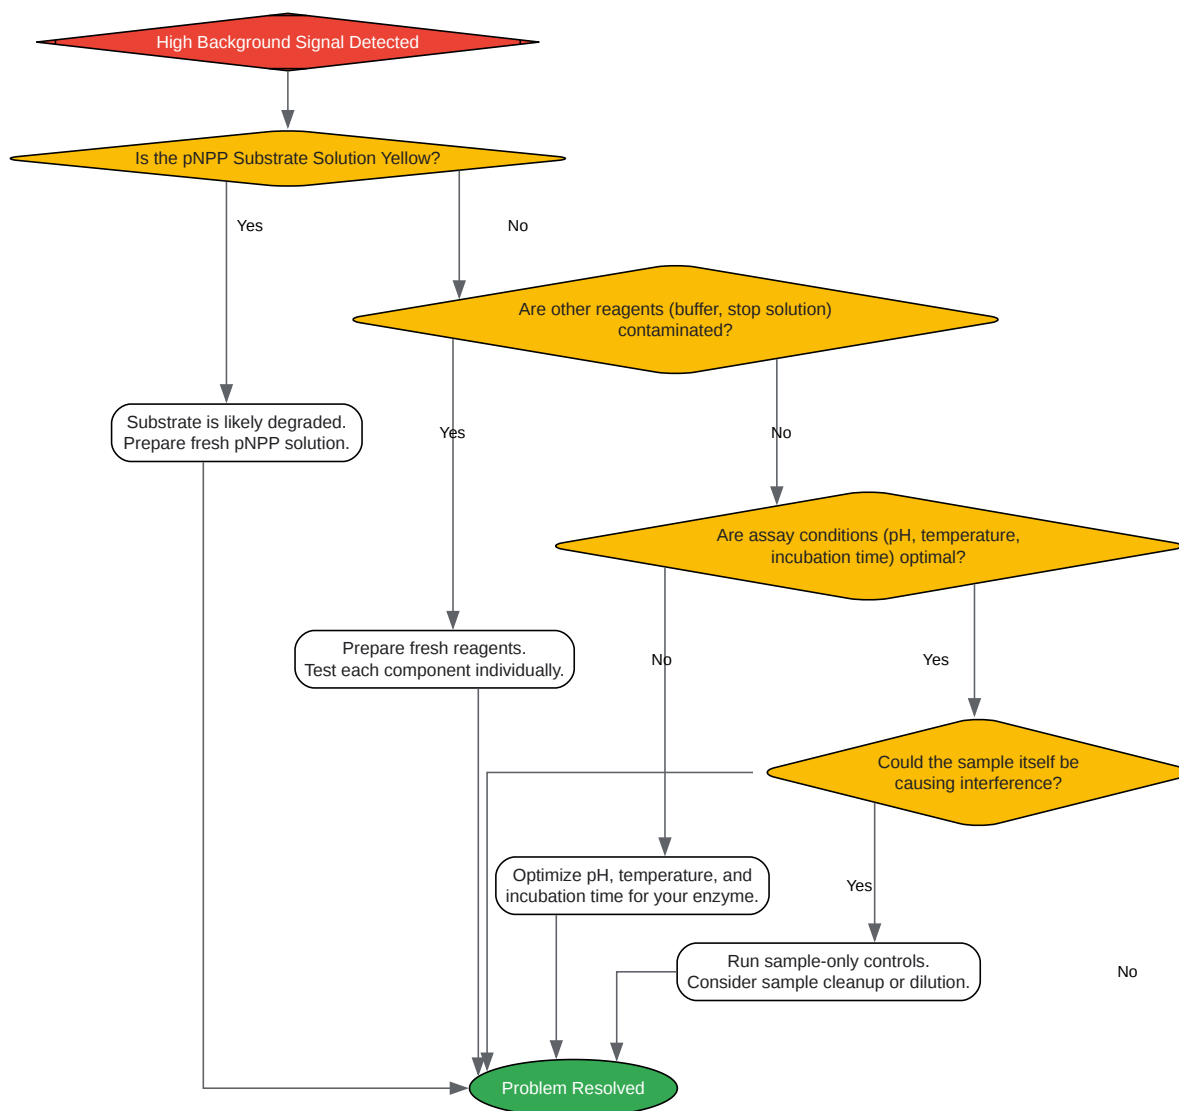 High Background Signal Detected
Is the pNPP Substrate Solution Yellow?
Yes
No
Are other reagents (buffer, stop solution)
contaminated?
Substrate is likely degraded.
Prepare fresh pNPP solution.
Yes
No
Are assay conditions (pH, temperature,
incubation time) optimal?
Prepare fresh reagents.
Test each component individually.
No
Yes
Could the sample itself be
causing interference?
Optimize pH, temperature, and
incubation time for your enzyme.
Yes
Run sample-only controls.
Consider sample cleanup or dilution.
No
Problem Resolved